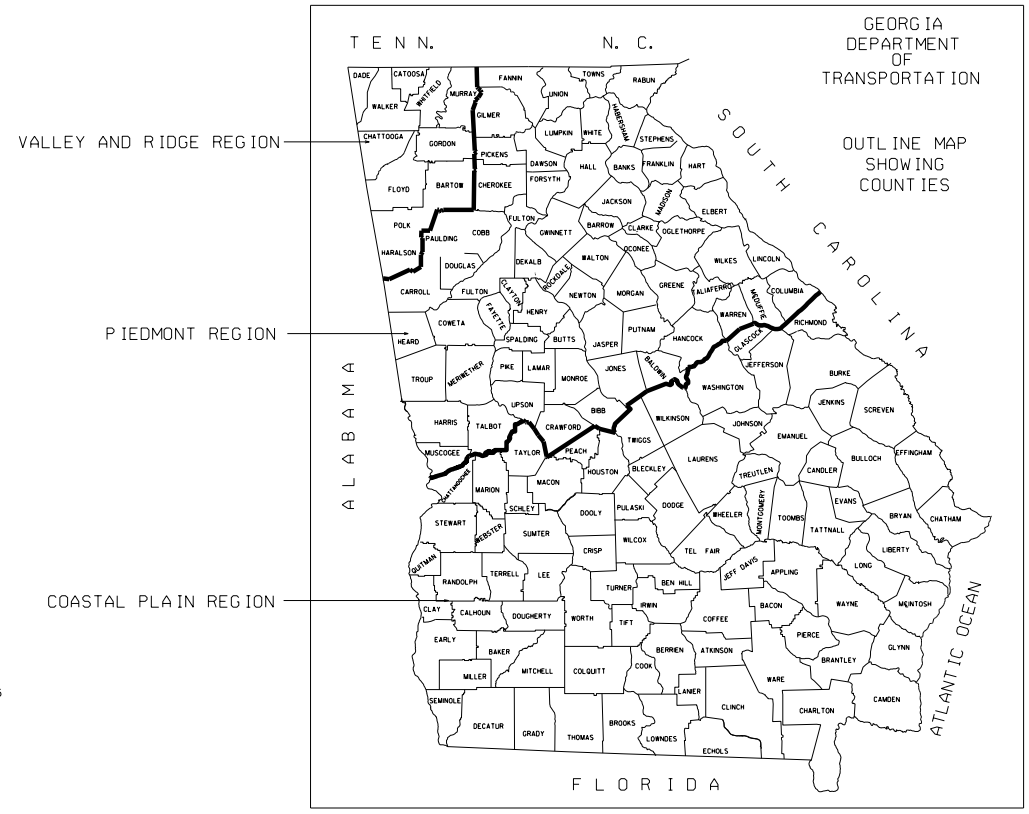 GEORGIA
DEPARTMENT
OF
TRANSPORTATION
OUTLINE MAP
SHOWING
COUNTIES
TENN.
N. C.
SOUTH CAROLINA
ATLANTIC OCEAN
FLORIDA
ALABAMA
VALLEY AND RIDGE REGION
PIEDMONT REGION
COASTAL PLAIN REGION
DADE
CATOOSA
WHITFIELD
MURRAY
FANNIN
UNION
TOWNS
RABUN
WALKER
GILMER
HABERSHAM
CHATTOOGA
GORDON
LUMPKIN
WHITE
STEPHENS
PICKENS
DAWSON
HALL
BANKS
FRANKLIN
HART
FLOYD
BARTOW
CHEROKEE
FORSYTH
JACKSON
MADISON
ELBERT
POLK
PAULDING
COBB
FULTON
GWINNETT
BARROW
CLARKE
OGLETHORPE
HARALSON
DOUGLAS
DEKALB
ROCKDALE
WALTON
OCONEE
WILKES
LINCOLN
CARROLL
FULTON
CLAYTON
HENRY
NEWTON
MORGAN
GREENE
TALIAFERRO
MCDUFFIE
COLUMBIA
HEARD
COWETA
FAYETTE
SPALDING
BUTTS
JASPER
PUTNAM
HANCOCK
WARREN
GLASCOCK
RICHMOND
TROUP
MERIWETHER
PIKE
LAMAR
MONROE
JONES
BALDWIN
WASHINGTON
JEFFERSON
BURKE
HARRIS
TALBOT
UPSON
CRAWFORD
BIBB
WILKINSON
JOHNSON
JENKINS
SCREVEN
MUSCOGEE
TAYLOR
PEACH
TWIGGS
EMANUEL
CHATTAHOOCHEE
MARION
MACON
HOUSTON
BLECKLEY
LAURENS
TREUTLEN
CANDLER
BULLOCH
EFFINGHAM
STEWART
WEBSTER
SCHLEY
SUMTER
DOOLY
PULASKI
DODGE
WHEELER
MONTGOMERY
TOOMBS
EVANS
TATTNALL
BRYAN
CHATHAM
QUITMAN
RANDOLPH
TERRELL
LEE
CRISP
WILCOX
TEL FAIR
JEFF DAVIS
APPLING
LONG
LIBERTY
CLAY
CALHOUN
DOUGHERTY
WORTH
TURNER
BEN HILL
IRWIN
TIFT
COFFEE
BACON
WAYNE
MCINTOSH
EARLY
BAKER
MITCHELL
COLQUITT
COOK
BERRIEN
ATKINSON
PIERCE
BRANTLEY
GLYNN
MILLER
WARE
SEMINOLE
DECATUR
GRADY
THOMAS
BROOKS
LOWNDES
LANIER
CLINCH
ECHOLS
CHARLTON
CAMDEN